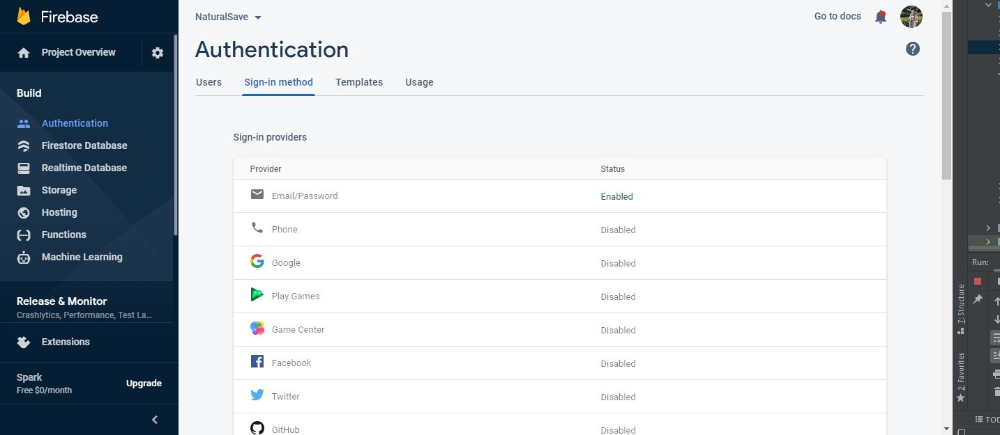 Firebase
Project Overview
Build
Authentication
Firestore Database
Realtime Database
Storage
Hosting
Functions
Machine Learning
Release & Monitor
Crashlytics, Performance, Test La...
Extensions
Spark
Free $0/month
Upgrade
NaturalSave
Go to docs
Authentication
Users Sign-in method Templates Usage
Sign-in providers
Provider Status
Email/Password Enabled
Phone Disabled
Google Disabled
Play Games Disabled
Game Center Disabled
Facebook Disabled
Twitter Disabled
GitHub Disabled
Run:
7: Structure
2: Favorites
TOD